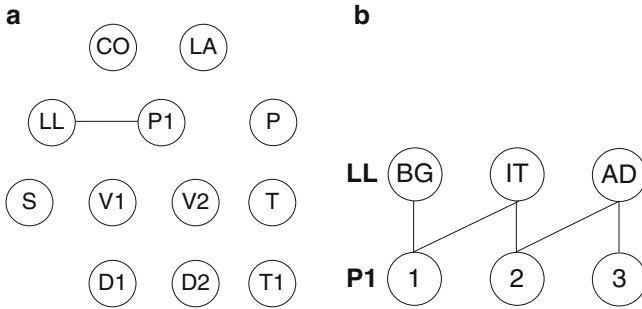 a
CO LA
LL P1 P
S V1 V2 T
D1 D2 T1
b
LL BG IT AD
P1 1 2 3